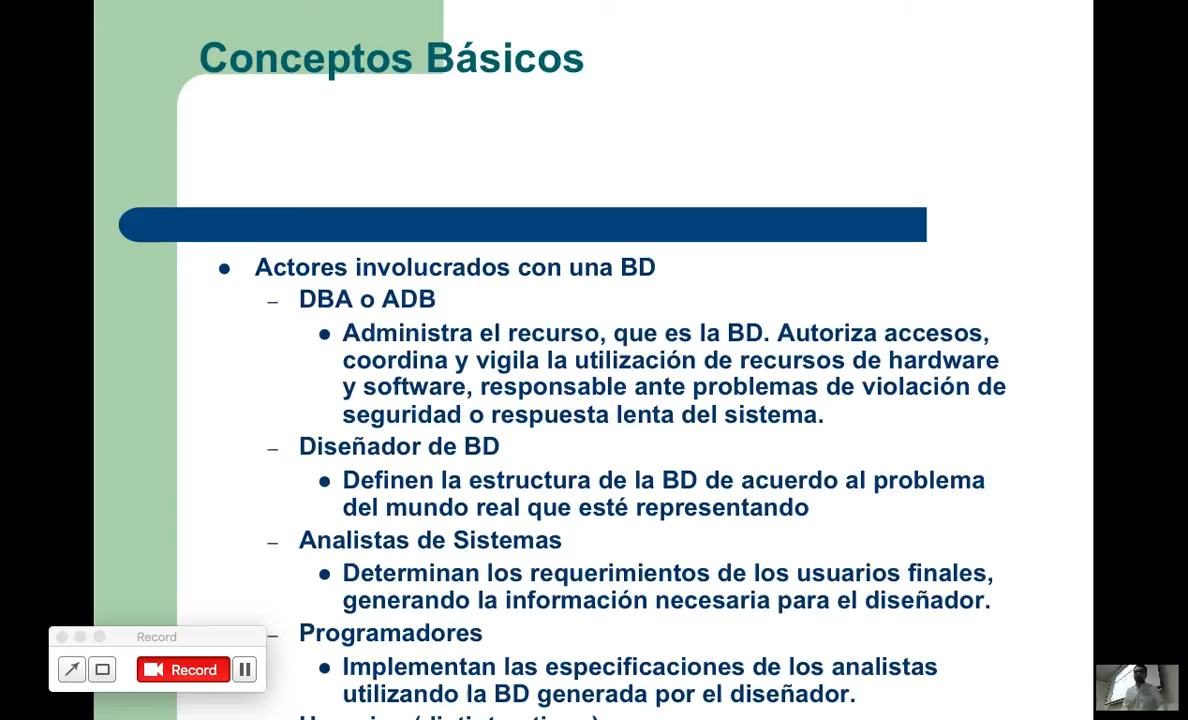 Conceptos Básicos
Actores involucrados con una BD
– DBA o ADB
Administra el recurso, que es la BD. Autoriza accesos,
coordina y vigila la utilización de recursos de hardware
y software, responsable ante problemas de violación de
seguridad o respuesta lenta del sistema.
– Diseñador de BD
Definen la estructura de la BD de acuerdo al problema
del mundo real que esté representando
– Analistas de Sistemas
Determinan los requerimientos de los usuarios finales,
generando la información necesaria para el diseñador.
– Programadores
Implementan las especificaciones de los analistas
utilizando la BD generada por el diseñador.
Record
Record